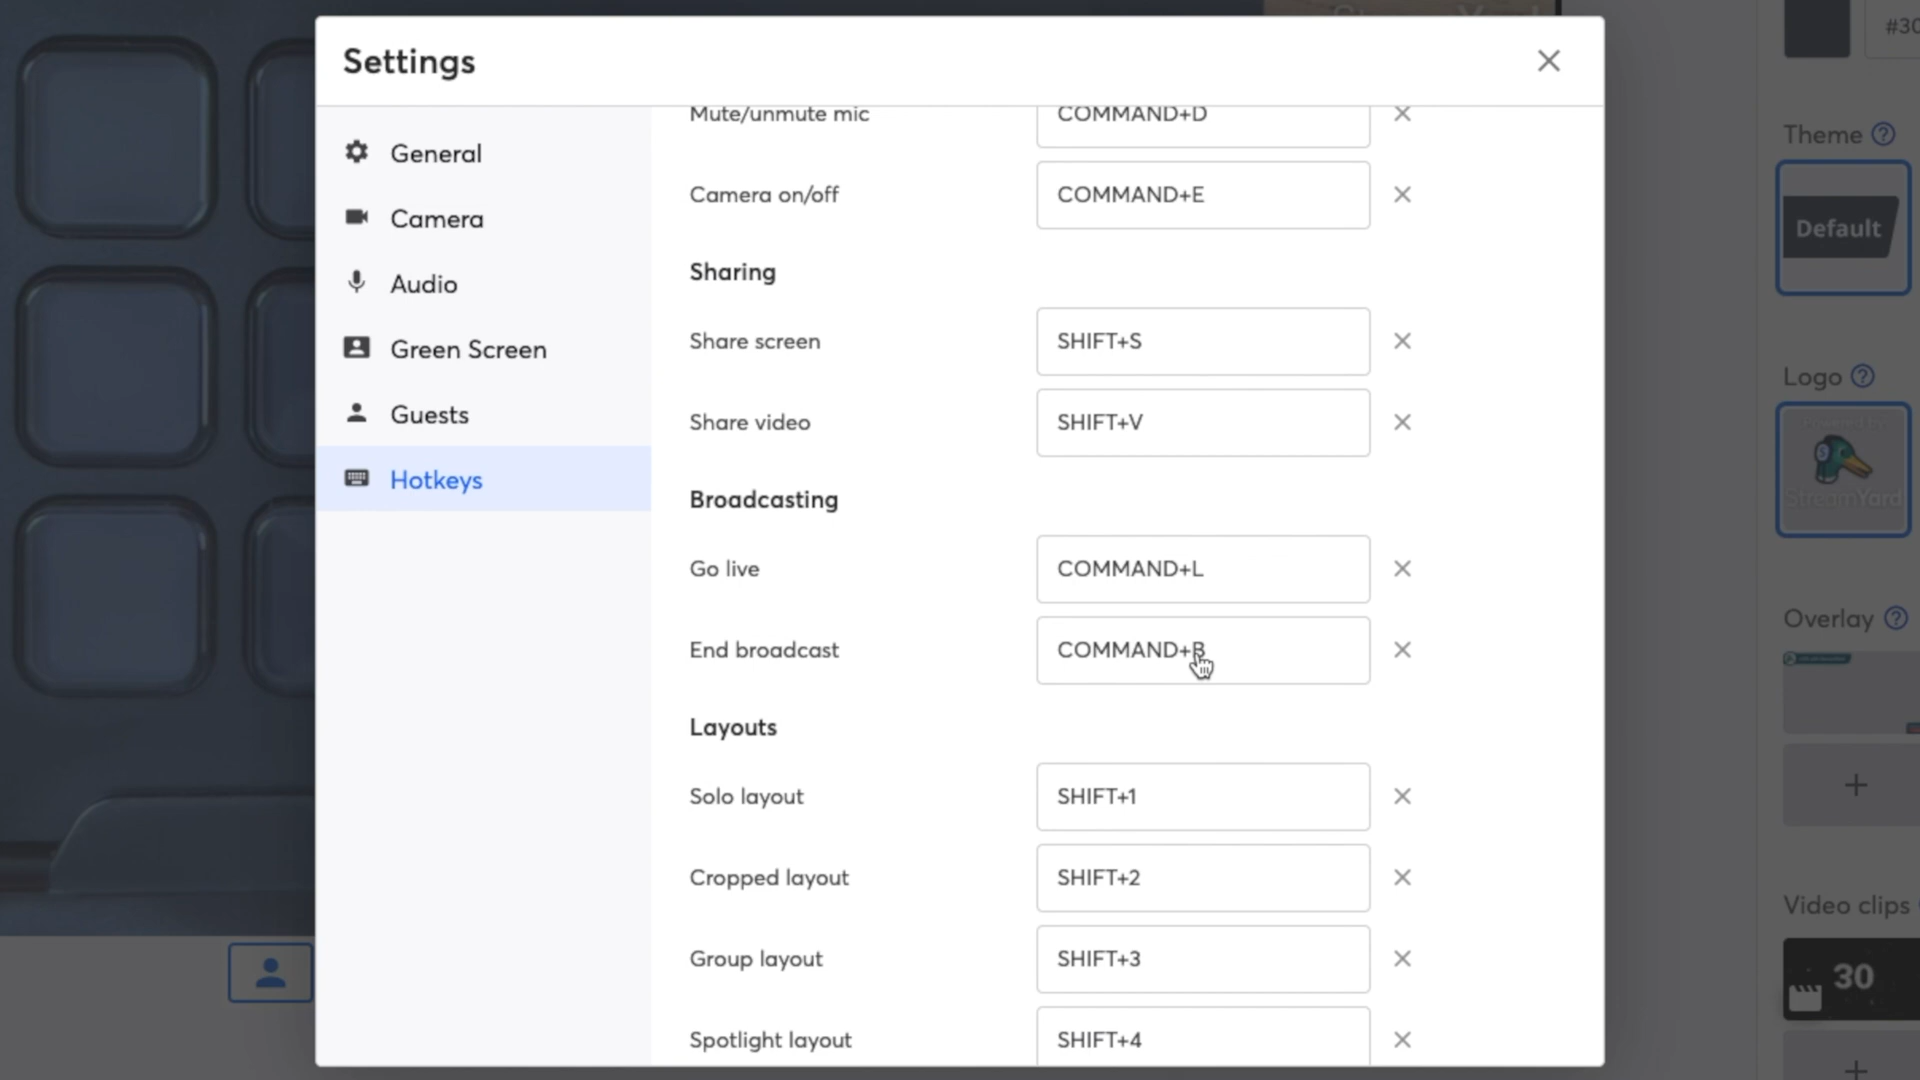 Settings
#30
General
Camera
Audio
Green Screen
Guests
Hotkeys
Mute/unmute mic
COMMAND+D
Camera on/off
COMMAND+E
Sharing
Share screen
SHIFT+S
Share video
SHIFT+V
Broadcasting
Go live
COMMAND+L
End broadcast
COMMAND+B
Layouts
Solo layout
SHIFT+1
Cropped layout
SHIFT+2
Group layout
SHIFT+3
Spotlight layout
SHIFT+4
Theme ?
Default
Logo ?
StreamYard
Overlay ?
Video clips
30